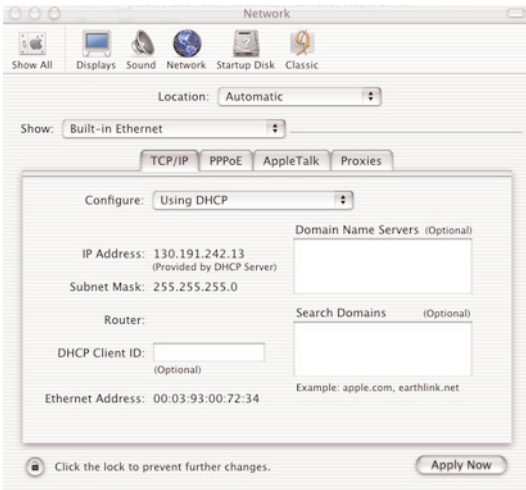 Network
Show All Displays Sound Network Startup Disk Classic
Location: Automatic
Show: Built-in Ethernet
TCP/IP PPPoE AppleTalk Proxies
Configure: Using DHCP
Domain Name Servers (Optional)
IP Address: 130.191.242.13
(Provided by DHCP Server)
Subnet Mask: 255.255.255.0
Search Domains (Optional)
Router:
DHCP Client ID:
(Optional)
Example: apple.com, earthlink.net
Ethernet Address: 00:03:93:00:72:34
Click the lock to prevent further changes.
Apply Now